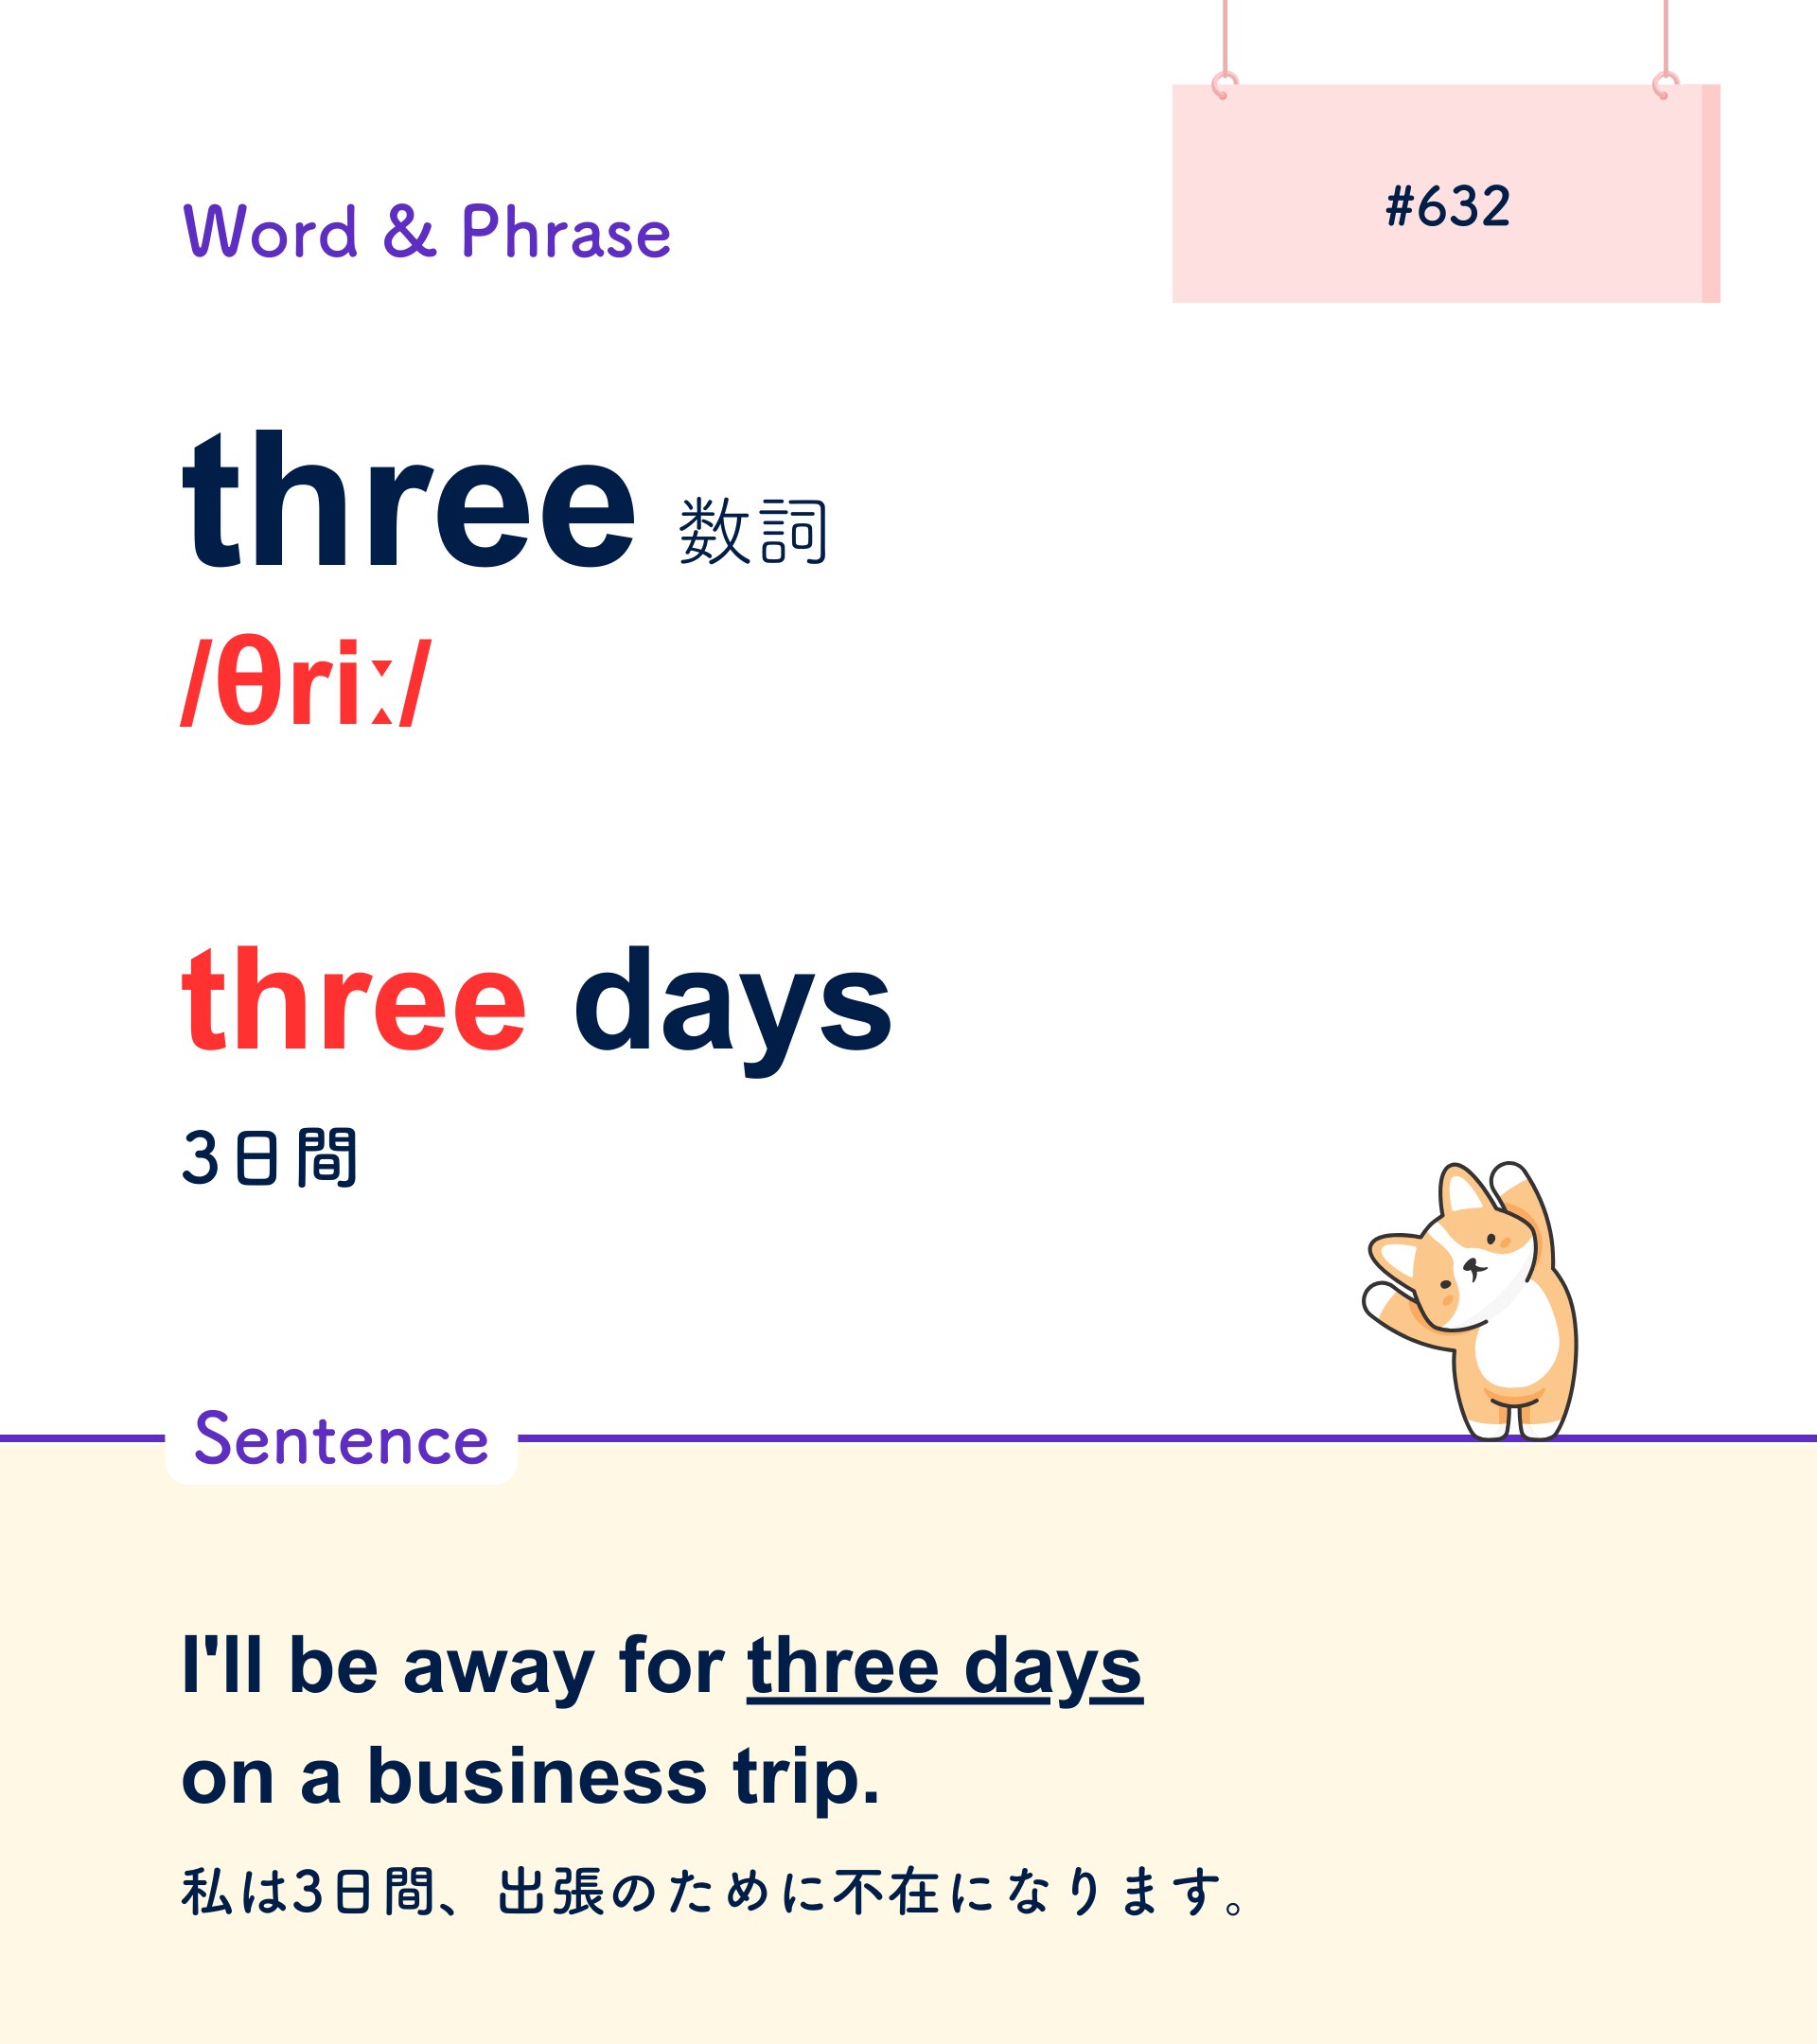 Word & Phrase
#632
three 数詞
/θriː/
three days
3日間
Sentence
I'll be away for three days
on a business trip.
私は3日間、出張のために不在になります。